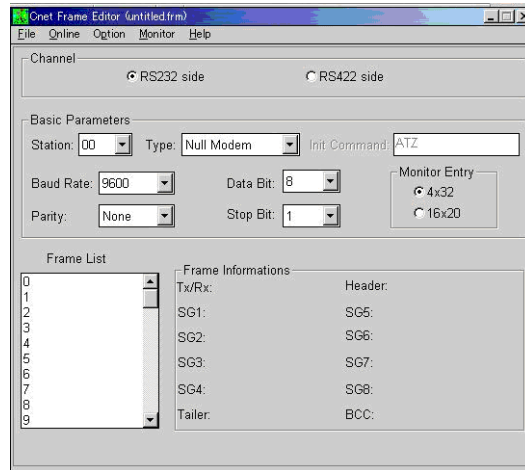 Cnet Frame Editor (untitled.frm)
File Online Option Monitor Help
Channel
RS232 side RS422 side
Basic Parameters
Station: 00 Type: Null Modem Init Command: ATZ
Monitor Entry
Baud Rate: 9600 Data Bit: 8
4x32
Parity: None Stop Bit: 1
16x20
Frame List
Frame Informations
0
1
2
3
4
5
6
7
8
9
Tx/Rx: Header:
SG1: SG5:
SG2: SG6:
SG3: SG7:
SG4: SG8:
Tailer: BCC: